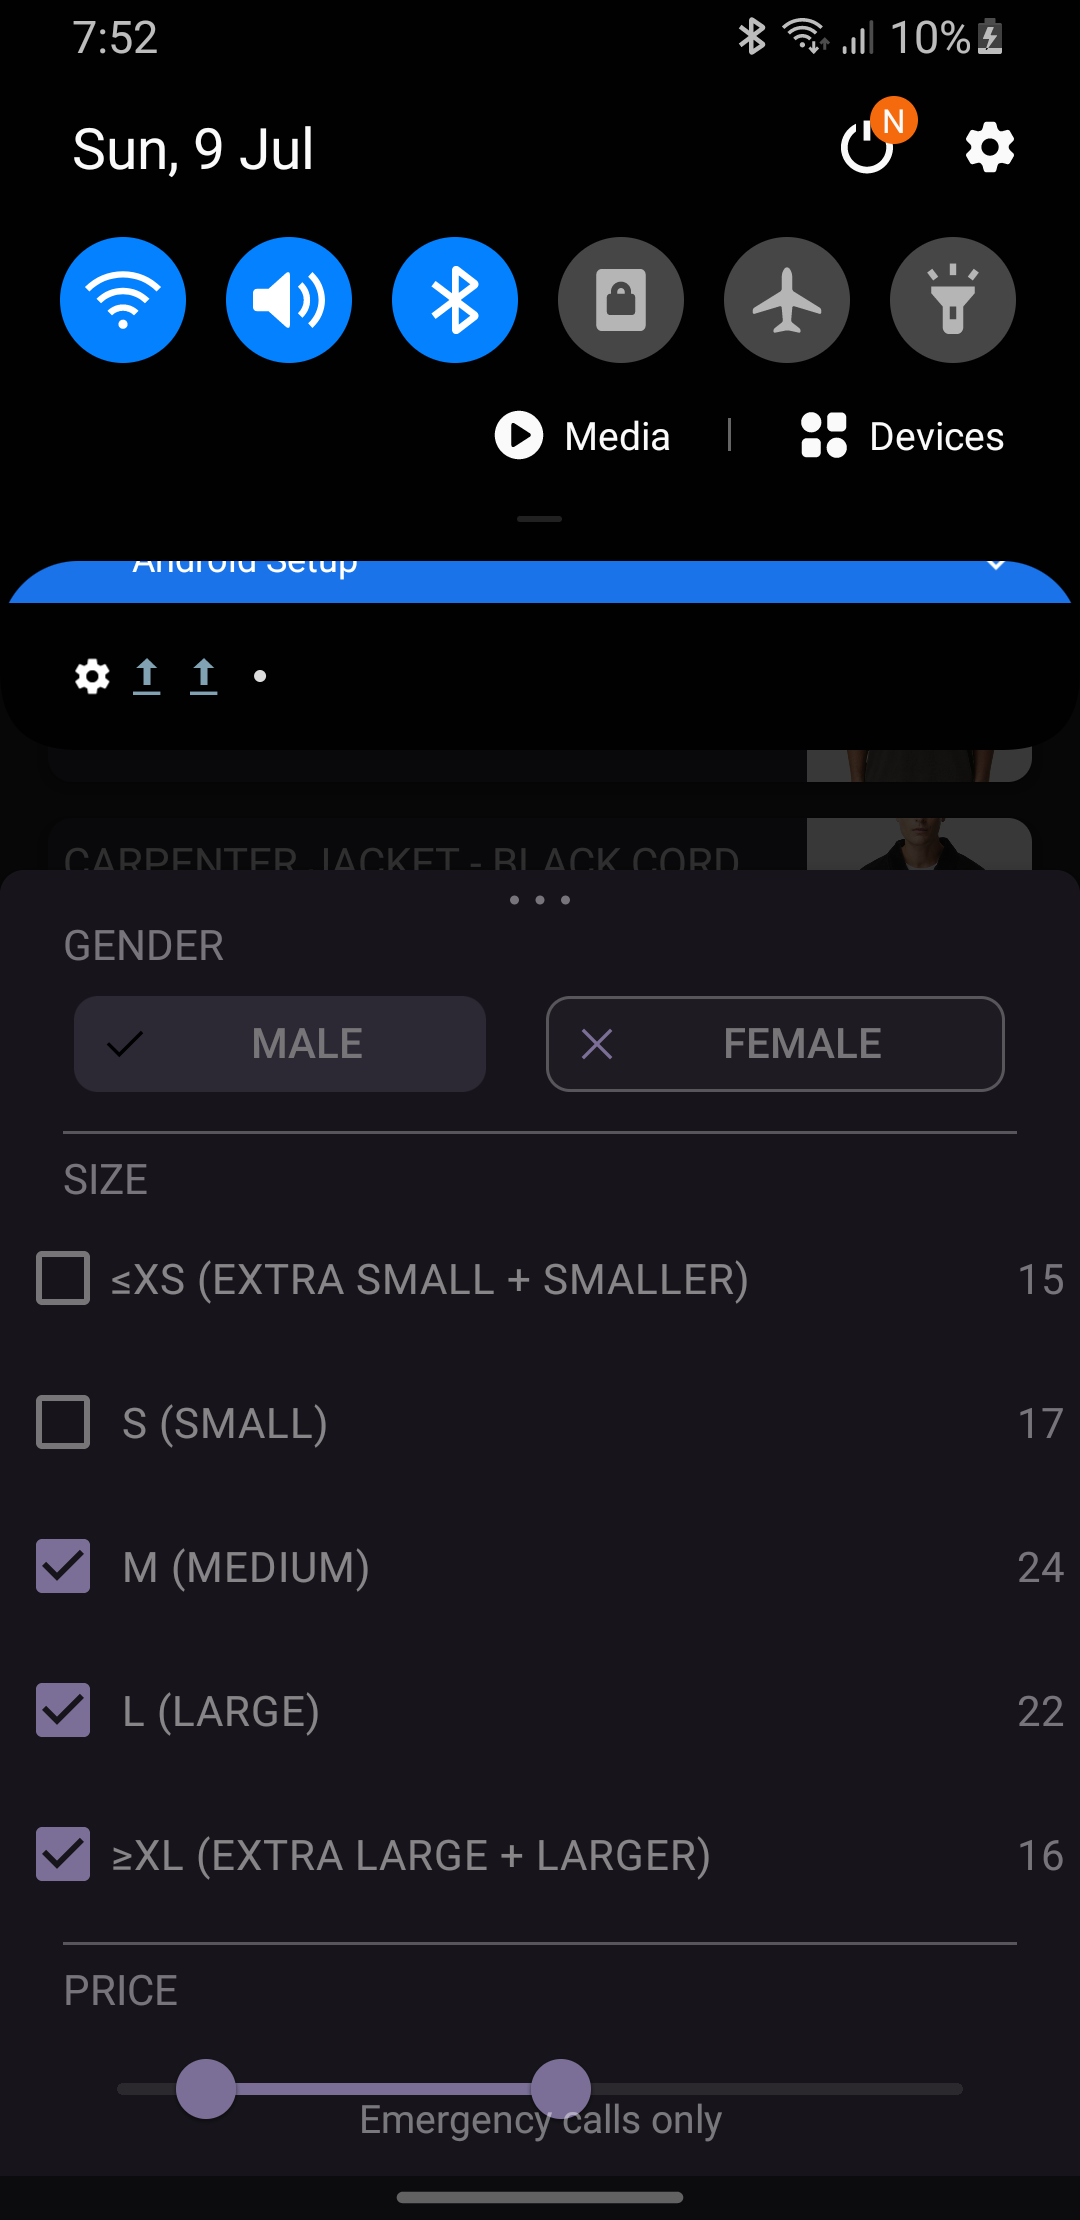 7:52
10%
Sun, 9 Jul
N
Media | Devices
Android Setup
CARPENTER JACKET - BLACK CORD
GENDER
MALE
FEMALE
SIZE
≤XS (EXTRA SMALL + SMALLER) 15
S (SMALL) 17
M (MEDIUM) 24
L (LARGE) 22
≥XL (EXTRA LARGE + LARGER) 16
PRICE
Emergency calls only